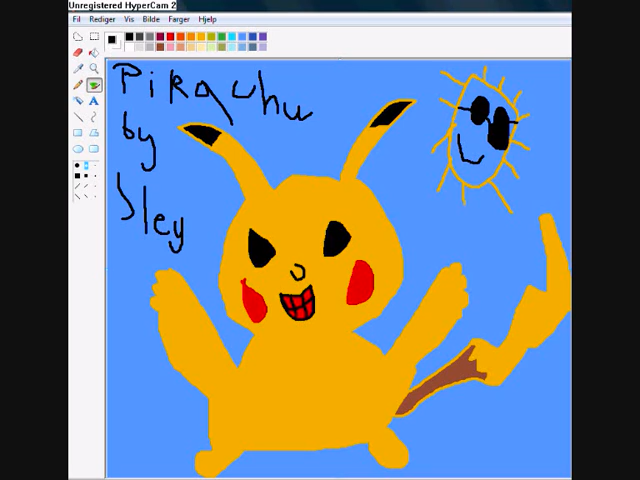 Unregistered HyperCam 2
Fil Rediger Vis Bilde Farger Hjelp
Pikachu
by
Sley